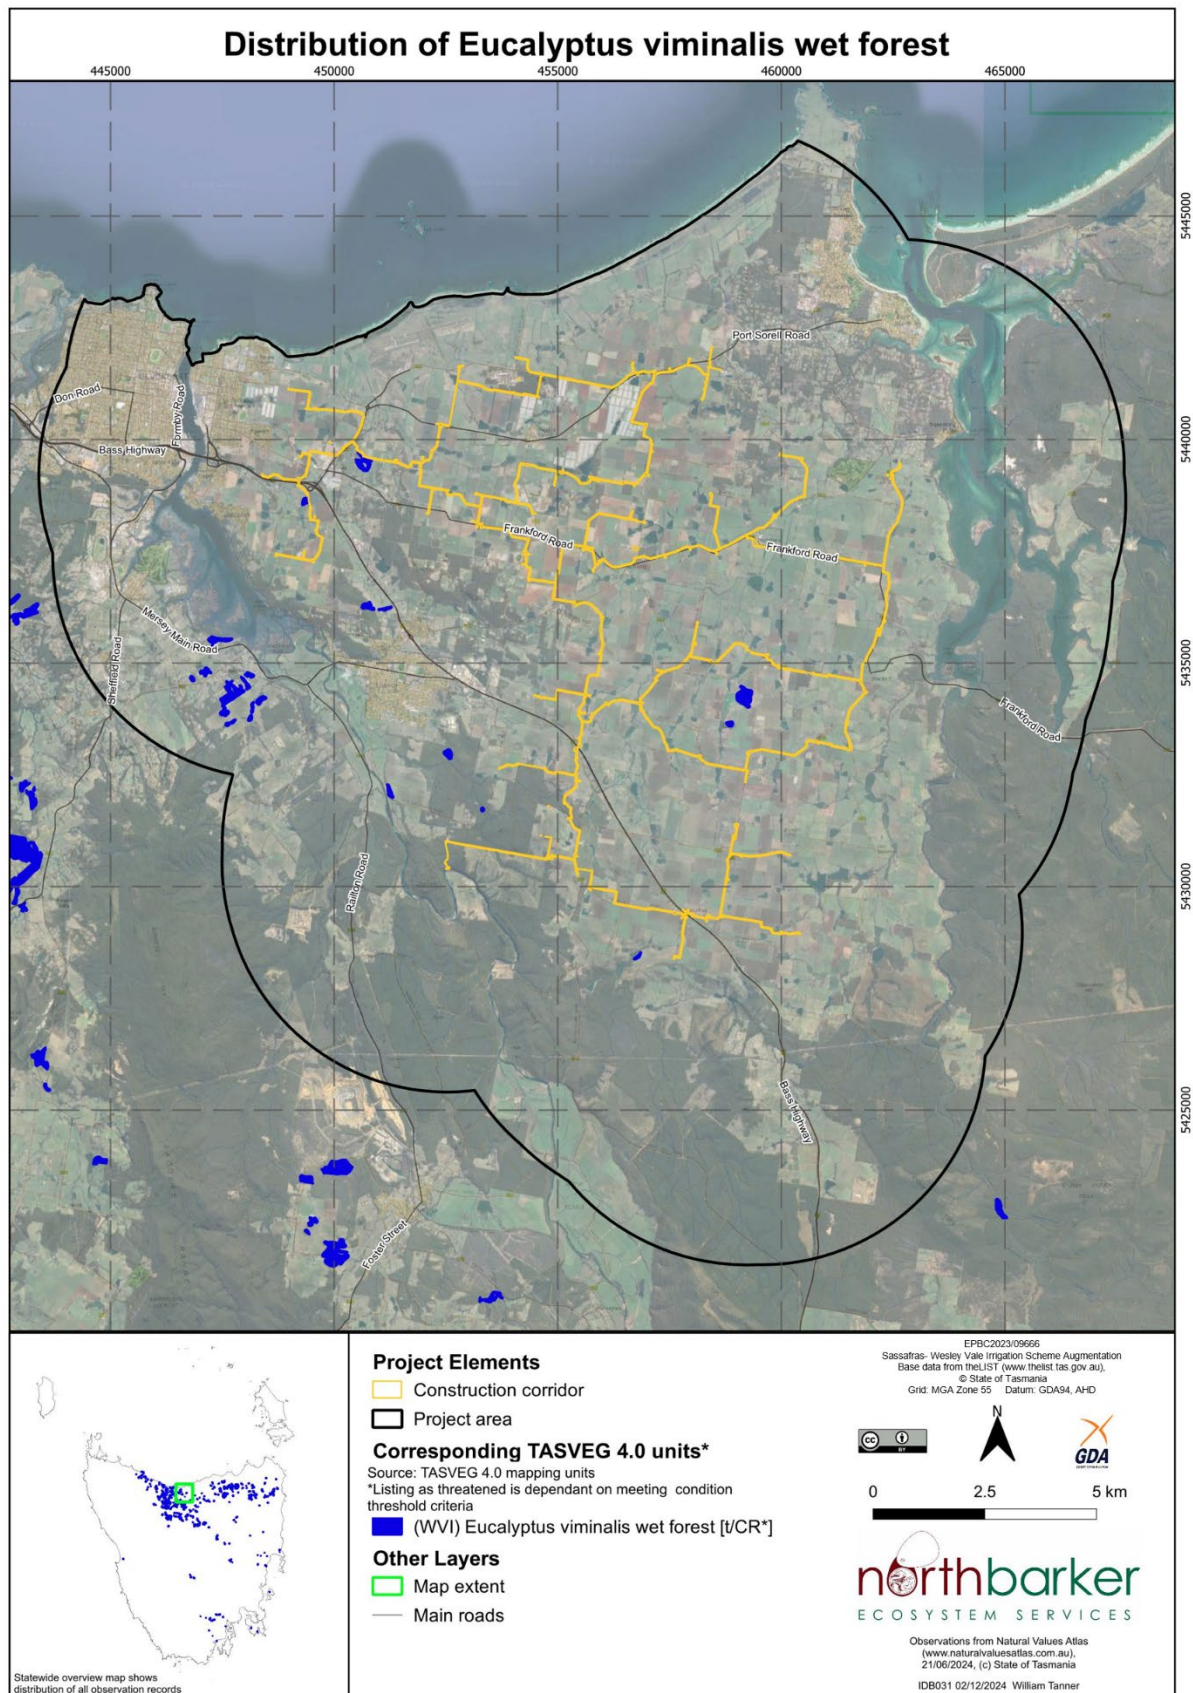 Distribution of Eucalyptus viminalis wet forest
445000
450000
455000
460000
465000
5445000
5440000
5435000
5430000
5425000
Port Sorell Road
Don Road
Formby Road
Bass Highway
Frankford Road
Frankford Road
Mersey Main Road
Sheffield Road
Frankford Road
Railton Road
Bass Highway
Foster Street
Statewide overview map shows
distribution of all observation records
Project Elements
Construction corridor
Project area
Corresponding TASVEG 4.0 units*
Source: TASVEG 4.0 mapping units
*Listing as threatened is dependant on meeting condition
threshold criteria
(WVI) Eucalyptus viminalis wet forest [t/CR*]
Other Layers
Map extent
Main roads
EPBC2023/09666
Sassafras- Wesley Vale Irrigation Scheme Augmentation
Base data from theLIST (www.thelist.tas.gov.au),
© State of Tasmania
Grid: MGA Zone 55 Datum: GDA94, AHD
cc
BY
N
GDA
0 2.5 5 km
northbarker
ECOSYSTEM SERVICES
Observations from Natural Values Atlas
(www.naturalvaluesatlas.com.au),
21/06/2024, (c) State of Tasmania
IDB031 02/12/2024 William Tanner